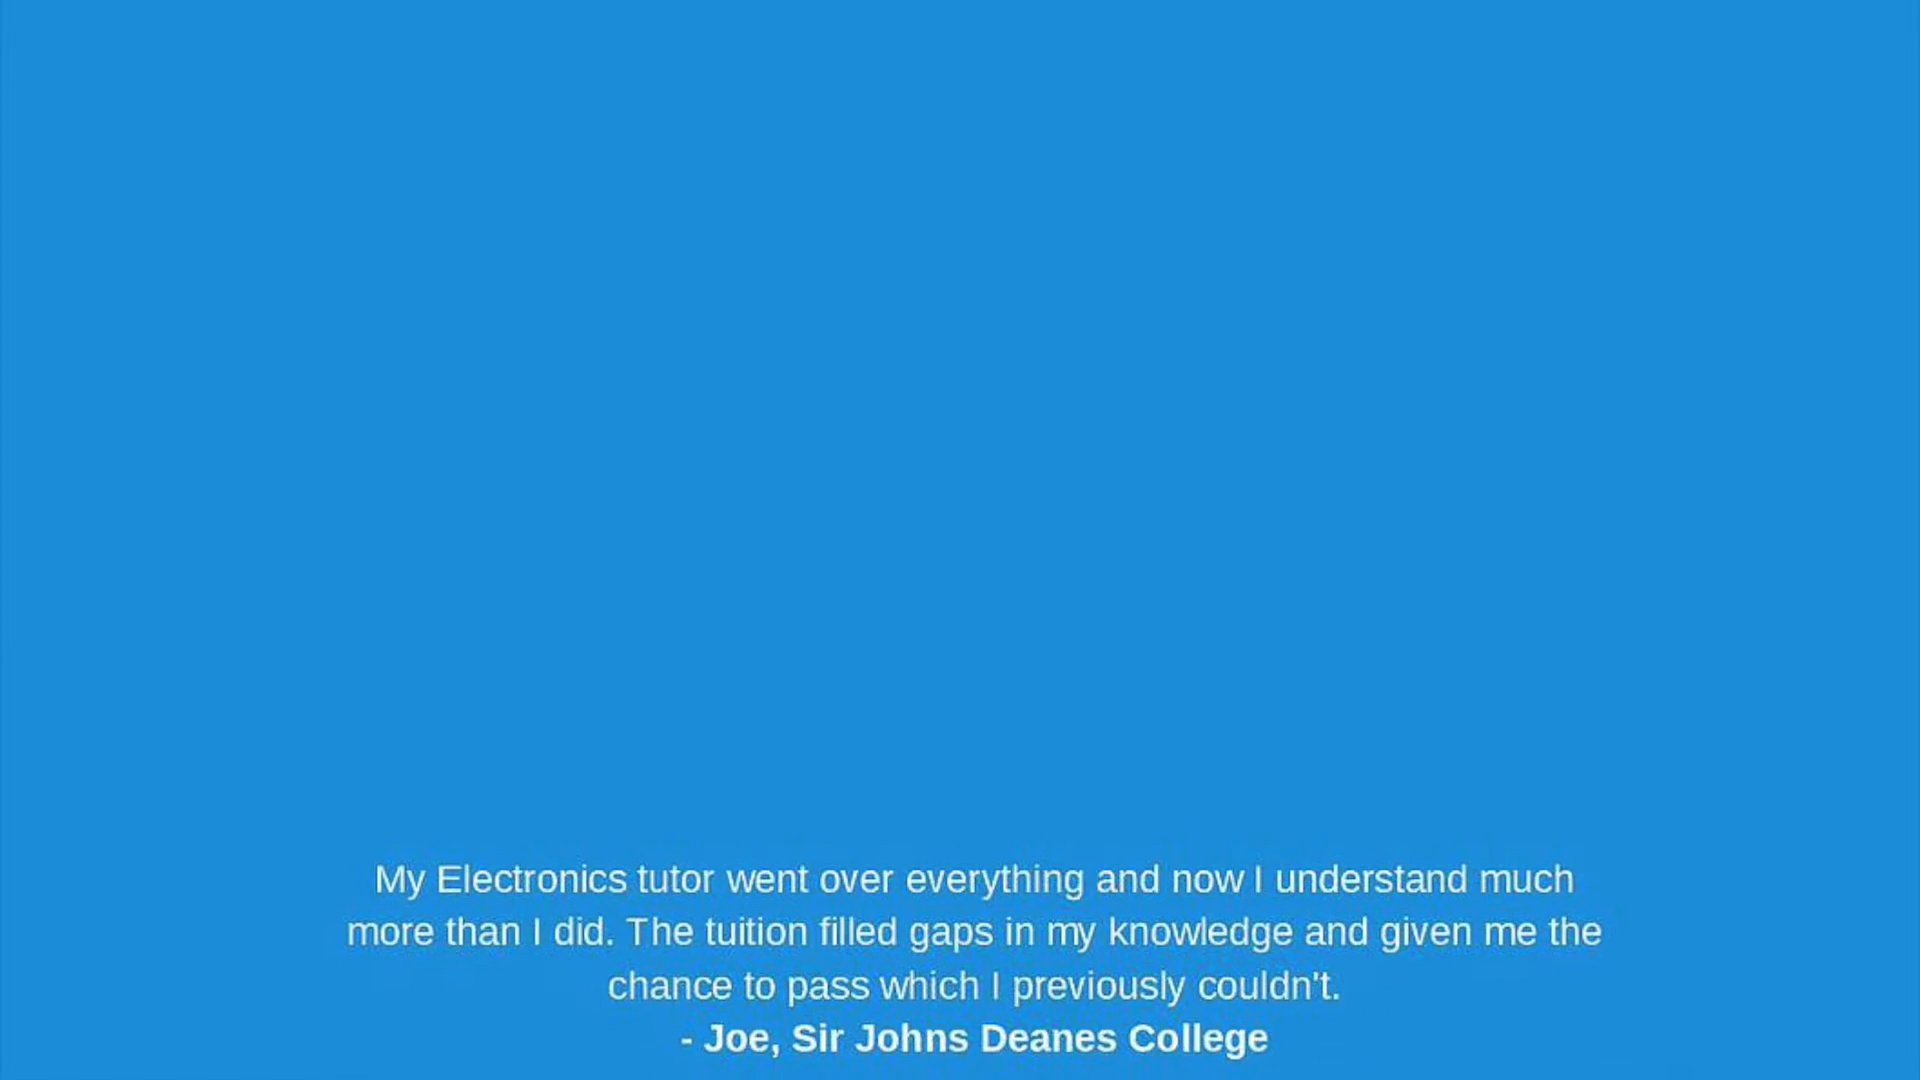 My Electronics tutor went over everything and now I understand much
more than I did. The tuition filled gaps in my knowledge and given me the
chance to pass which I previously couldn't.
- Joe, Sir Johns Deanes College